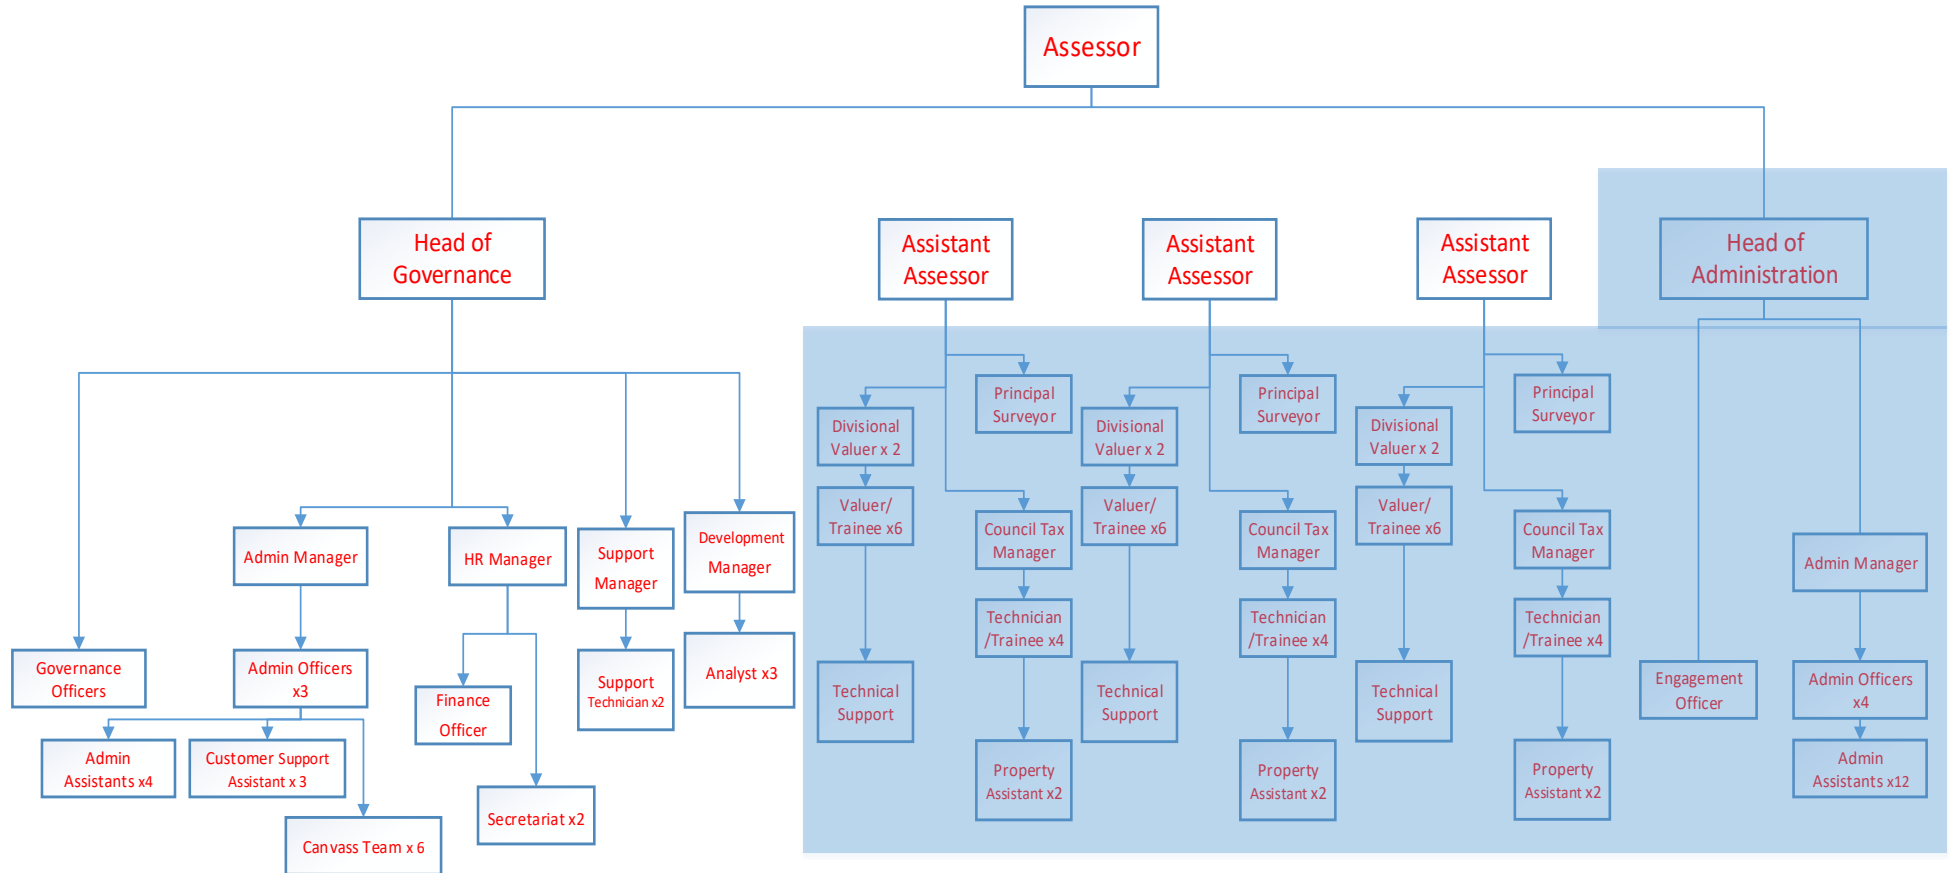 Assessor
Head of
Governance
Assistant
Assessor
Assistant
Assessor
Assistant
Assessor
Head of
Administration
Principal
Surveyor
Divisional
Valuer x 2
Valuer/
Trainee x6
Council Tax
Manager
Technician
/Trainee x4
Technical
Support
Property
Assistant x2
Principal
Surveyor
Divisional
Valuer x 2
Valuer/
Trainee x6
Council Tax
Manager
Technician
/Trainee x4
Technical
Support
Property
Assistant x2
Principal
Surveyor
Divisional
Valuer x 2
Valuer/
Trainee x6
Council Tax
Manager
Technician
/Trainee x4
Technical
Support
Property
Assistant x2
Admin Manager
HR Manager
Support
Manager
Development
Manager
Governance
Officers
Admin Officers
x3
Finance
Officer
Support
Technician x2
Analyst x3
Admin
Assistants x4
Customer Support
Assistant x 3
Secretariat x2
Canvass Team x 6
Admin Manager
Engagement
Officer
Admin Officers
x4
Admin
Assistants x12